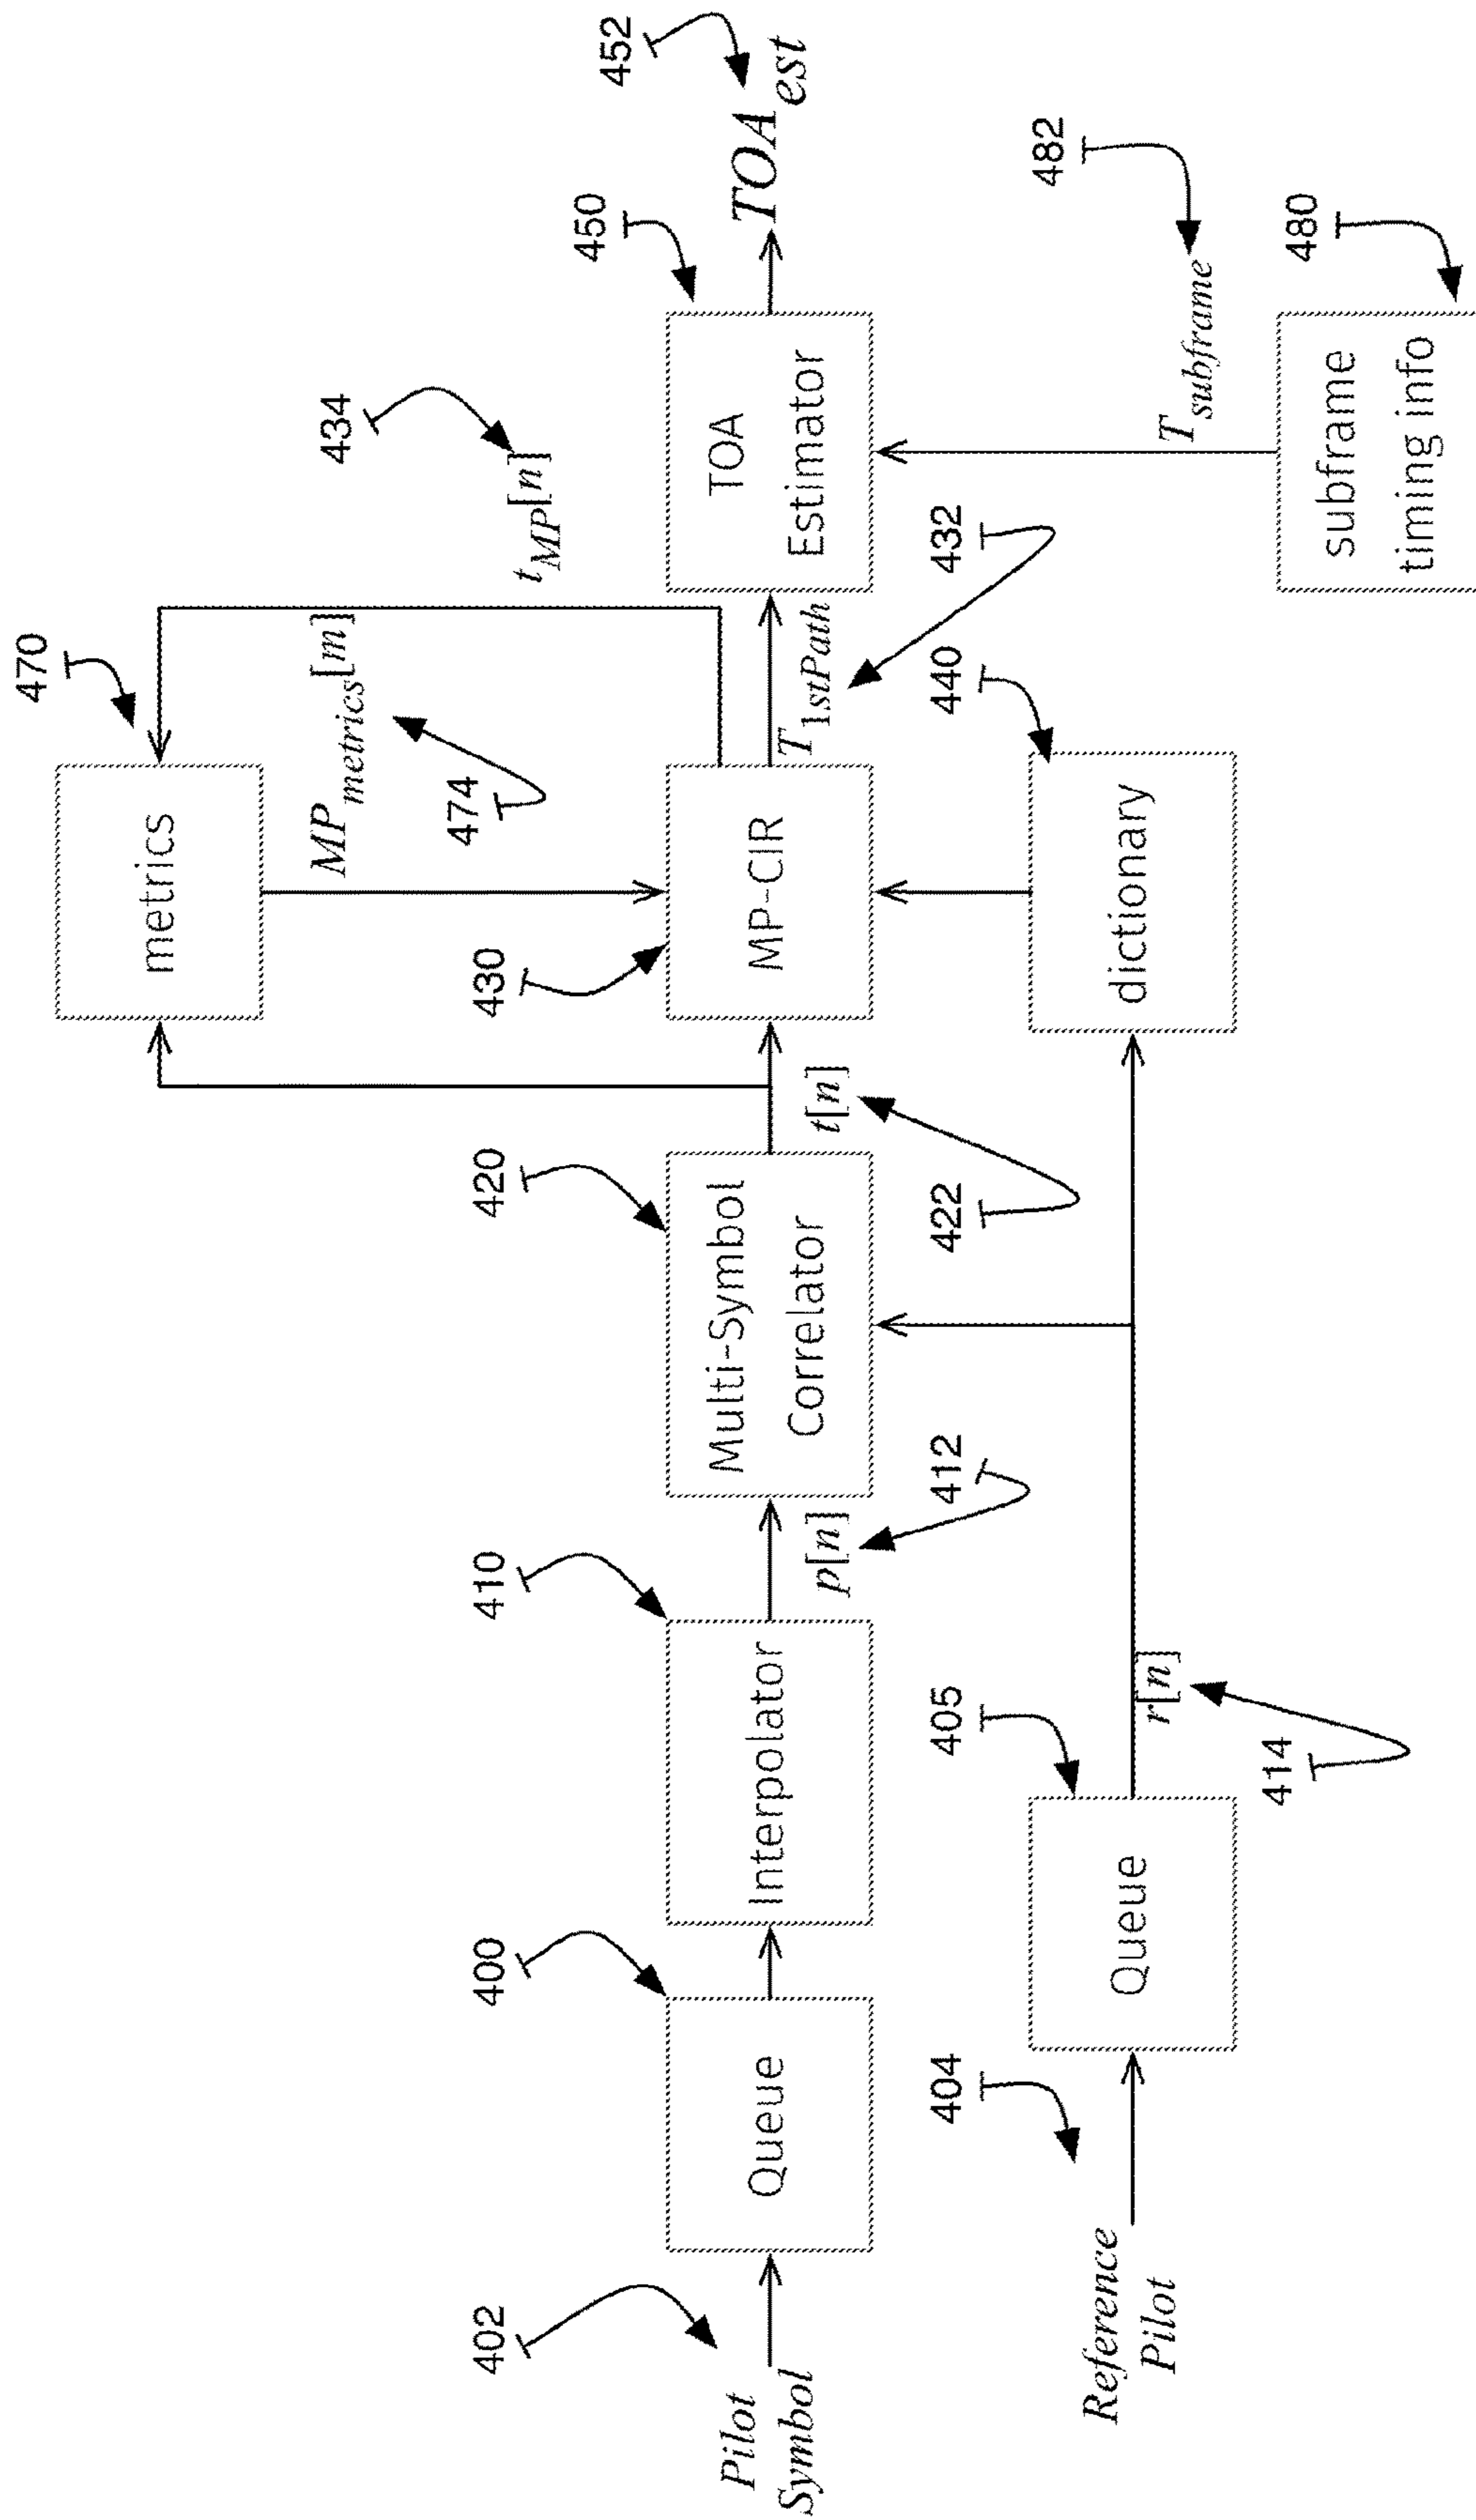 470
metrics
MP metrics[m]
474
434
t MP[n]
452
TOA est
402
Pilot
Symbol
400
Queue
410
Interpolator
p[n]
412
420
Multi-Symbol
Correlator
t[n]
422
430
MP-CIR
T 1stPath
432
450
TOA
Estimator
404
Reference
Pilot
405
Queue
r[n]
414
440
dictionary
T subframe
482
480
subframe
timing info